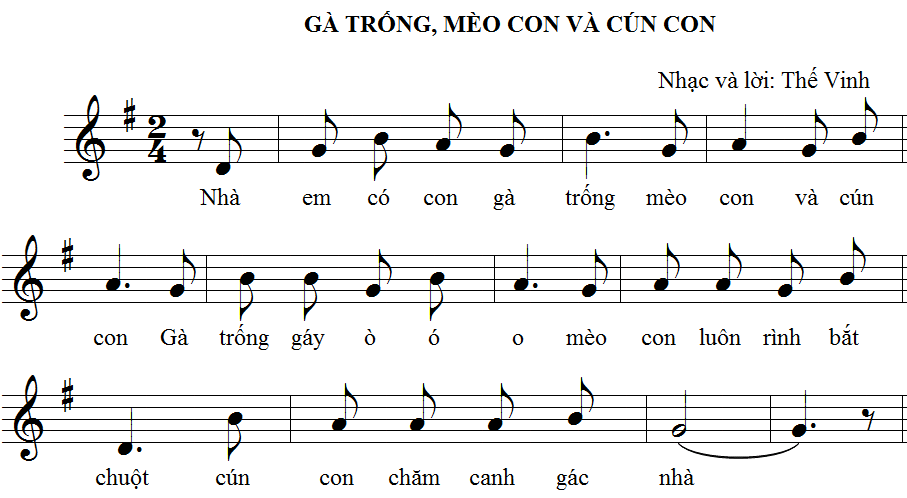 GÀ TRỐNG, MÈO CON VÀ CÚN CON
Nhạc và lời: Thế Vinh
2
4
Nhà em có con gà trống mèo con và cún
con Gà trống gáy ò ó o mèo con luôn rình bắt
chuột cún con chăm canh gác nhà